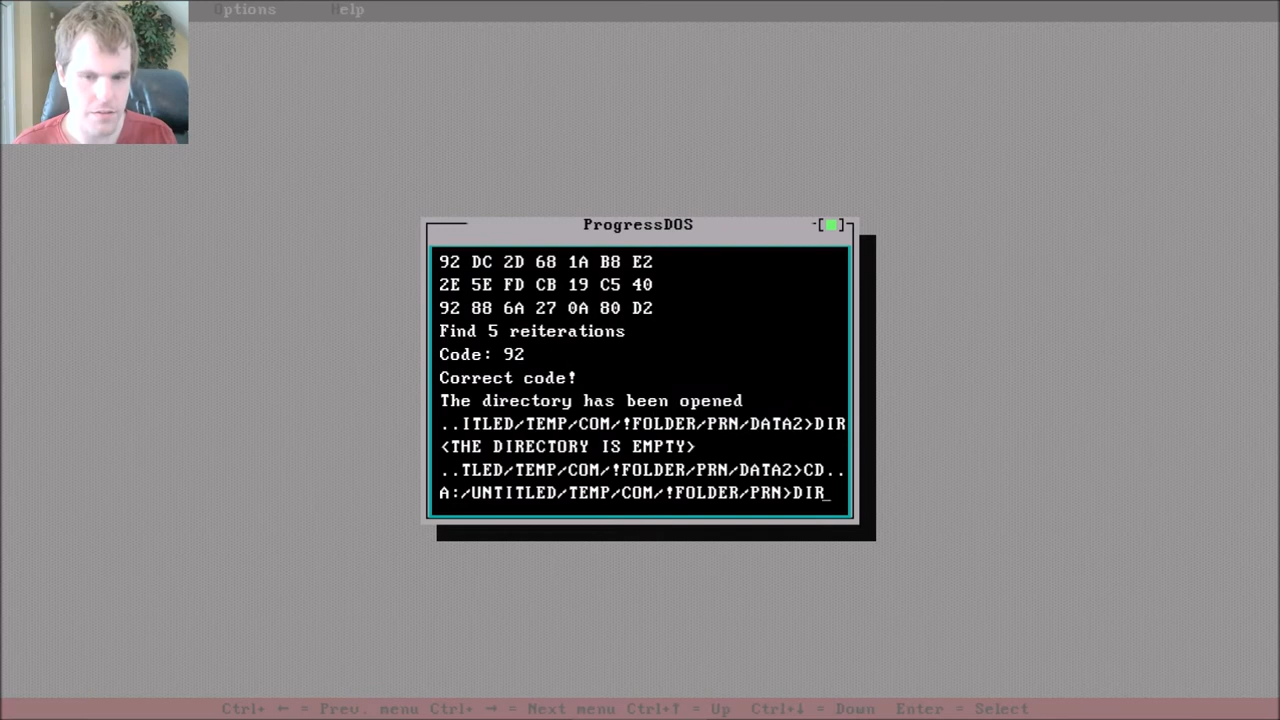 Options Help
ProgressDOS
92 DC 2D 68 1A B8 E2
2E 5E FD CB 19 C5 40
92 88 6A 27 0A 80 D2
Find 5 reiterations
Code: 92
Correct code!
The directory has been opened
..ITLED/TEMP/COM/!FOLDER/PRN/DATA2>DIR
<THE DIRECTORY IS EMPTY>
..TLED/TEMP/COM/!FOLDER/PRN/DATA2>CD..
A:/UNTITLED/TEMP/COM/!FOLDER/PRN>DIR_
Ctrl+ ← = Prev. menu Ctrl+ → = Next menu Ctrl+↑ = Up Ctrl+↓ = Down Enter = Select